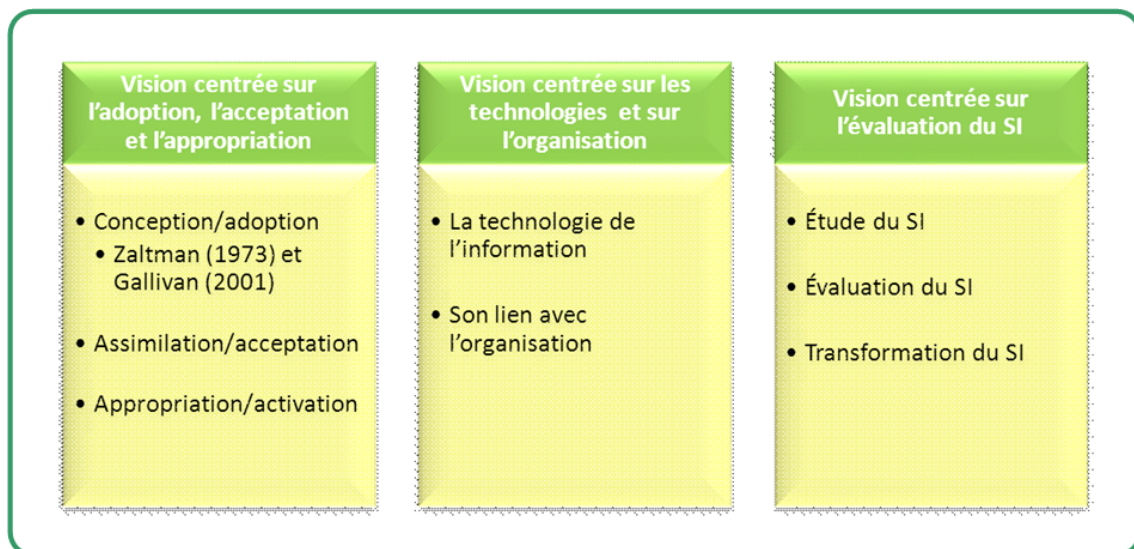 Vision centrée sur
l’adoption, l’acceptation
et l’appropriation
• Conception/adoption
• Zaltman (1973) et
Gallivan (2001)
• Assimilation/acceptation
• Appropriation/activation
Vision centrée sur les
technologies et sur
l’organisation
• La technologie de
l’information
• Son lien avec
l’organisation
Vision centrée sur
l’évaluation du SI
• Étude du SI
• Évaluation du SI
• Transformation du SI